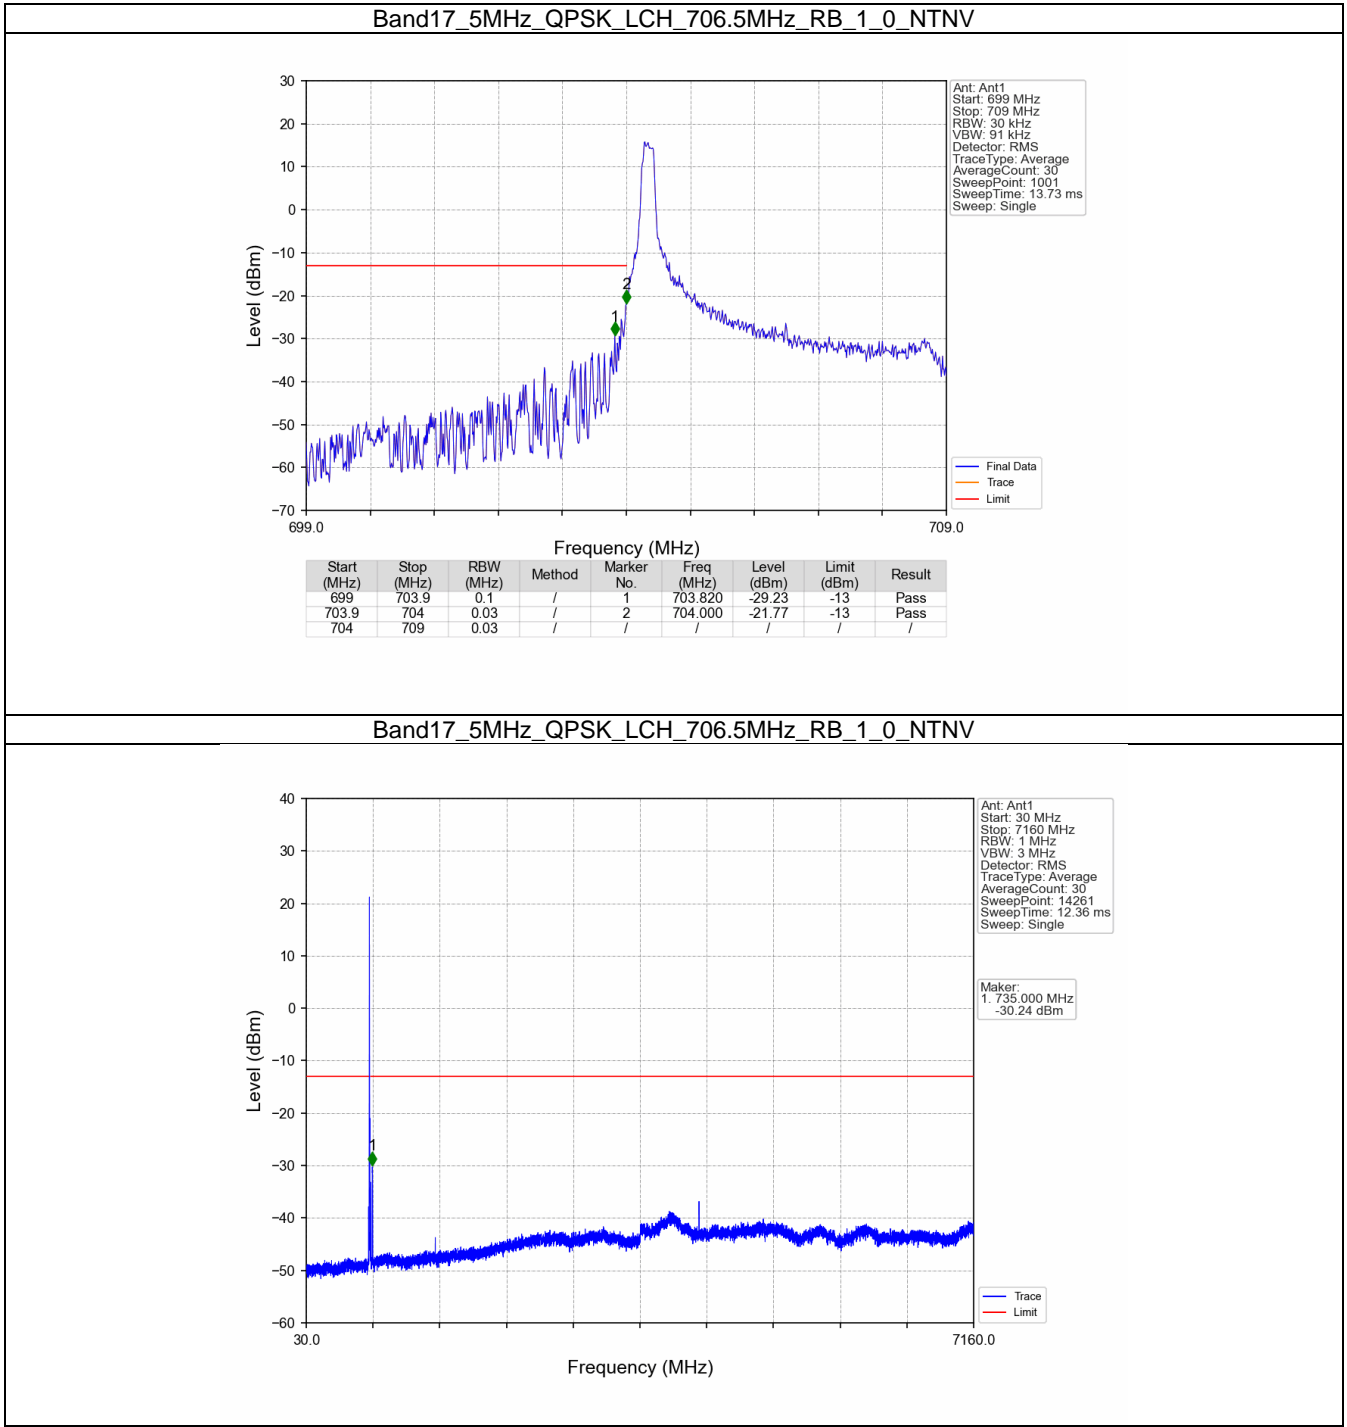 Band17_5MHz_QPSK_LCH_706.5MHz_RB_1_0_NTNV
30
20
10
0
−10
−20
−30
−40
−50
−60
−70
Level (dBm)
1
2
699.0
709.0
Frequency (MHz)
Ant: Ant1
Start: 699 MHz
Stop: 709 MHz
RBW: 30 kHz
VBW: 91 kHz
Detector: RMS
TraceType: Average
AverageCount: 30
SweepPoint: 1001
SweepTime: 13.73 ms
Sweep: Single
Final Data
Trace
Limit
Start (MHz) Stop (MHz) RBW (MHz) Method Marker No. Freq (MHz) Level (dBm) Limit (dBm) Result
699 703.9 0.1 / 1 703.820 -29.23 -13 Pass
703.9 704 0.03 / 2 704.000 -21.77 -13 Pass
704 709 0.03 / / / / / /
Band17_5MHz_QPSK_LCH_706.5MHz_RB_1_0_NTNV
40
30
20
10
0
−10
−20
−30
−40
−50
−60
Level (dBm)
1
30.0
7160.0
Frequency (MHz)
Ant: Ant1
Start: 30 MHz
Stop: 7160 MHz
RBW: 1 MHz
VBW: 3 MHz
Detector: RMS
TraceType: Average
AverageCount: 30
SweepPoint: 14261
SweepTime: 12.36 ms
Sweep: Single
Maker:
1. 735.000 MHz
-30.24 dBm
Trace
Limit